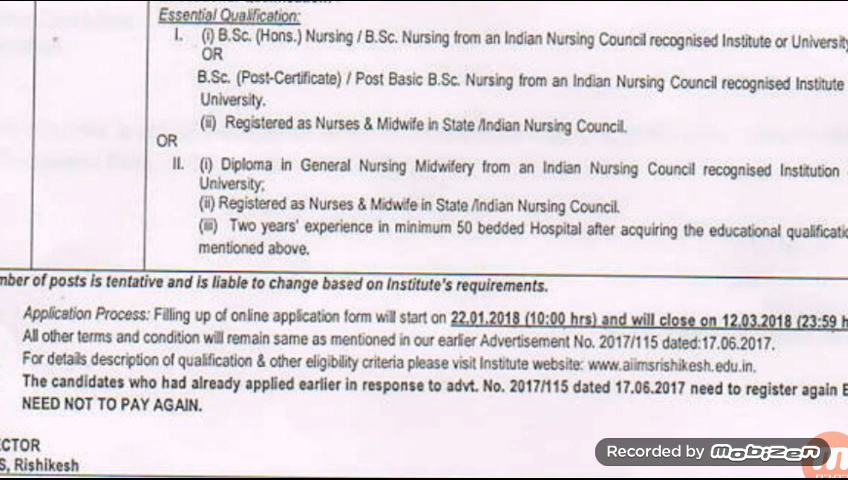 Essential Qualification:
I. (i) B.Sc. (Hons.) Nursing / B.Sc. Nursing from an Indian Nursing Council recognised Institute or University
OR
B.Sc. (Post-Certificate) / Post Basic B.Sc. Nursing from an Indian Nursing Council recognised Institute
University.
(ii) Registered as Nurses & Midwife in State /Indian Nursing Council.
OR
II. (i) Diploma in General Nursing Midwifery from an Indian Nursing Council recognised Institution
University;
(ii) Registered as Nurses & Midwife in State /Indian Nursing Council.
(iii) Two years' experience in minimum 50 bedded Hospital after acquiring the educational qualificatio
mentioned above.
mber of posts is tentative and is liable to change based on Institute's requirements.
Application Process: Filling up of online application form will start on 22.01.2018 (10:00 hrs) and will close on 12.03.2018 (23:59 h
All other terms and condition will remain same as mentioned in our earlier Advertisement No. 2017/115 dated:17.06.2017.
For details description of qualification & other eligibility criteria please visit Institute website: www.aiimsrishikesh.edu.in.
The candidates who had already applied earlier in response to advt. No. 2017/115 dated 17.06.2017 need to register again B
NEED NOT TO PAY AGAIN.
ECTOR
S, Rishikesh
Recorded by Mobizen